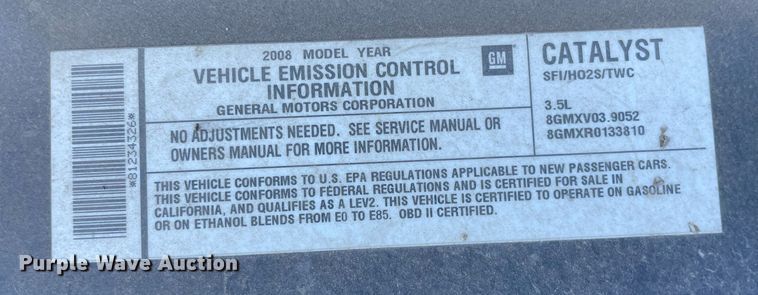 *81234326*
2008 MODEL YEAR
VEHICLE EMISSION CONTROL
INFORMATION
GENERAL MOTORS CORPORATION
GM
CATALYST
SFI/HO2S/TWC
NO ADJUSTMENTS NEEDED. SEE SERVICE MANUAL OR
OWNERS MANUAL FOR MORE INFORMATION.
3.5L
8GMXV03.9052
8GMXR0133810
THIS VEHICLE CONFORMS TO U.S. EPA REGULATIONS APPLICABLE TO NEW PASSENGER CARS.
THIS VEHICLE CONFORMS TO FEDERAL REGULATIONS AND IS CERTIFIED FOR SALE IN
CALIFORNIA, AND QUALIFIES AS A LEV2. THIS VEHICLE IS CERTIFIED TO OPERATE ON GASOLINE
OR ON ETHANOL BLENDS FROM E0 TO E85. OBD II CERTIFIED.
Purple Wave Auction